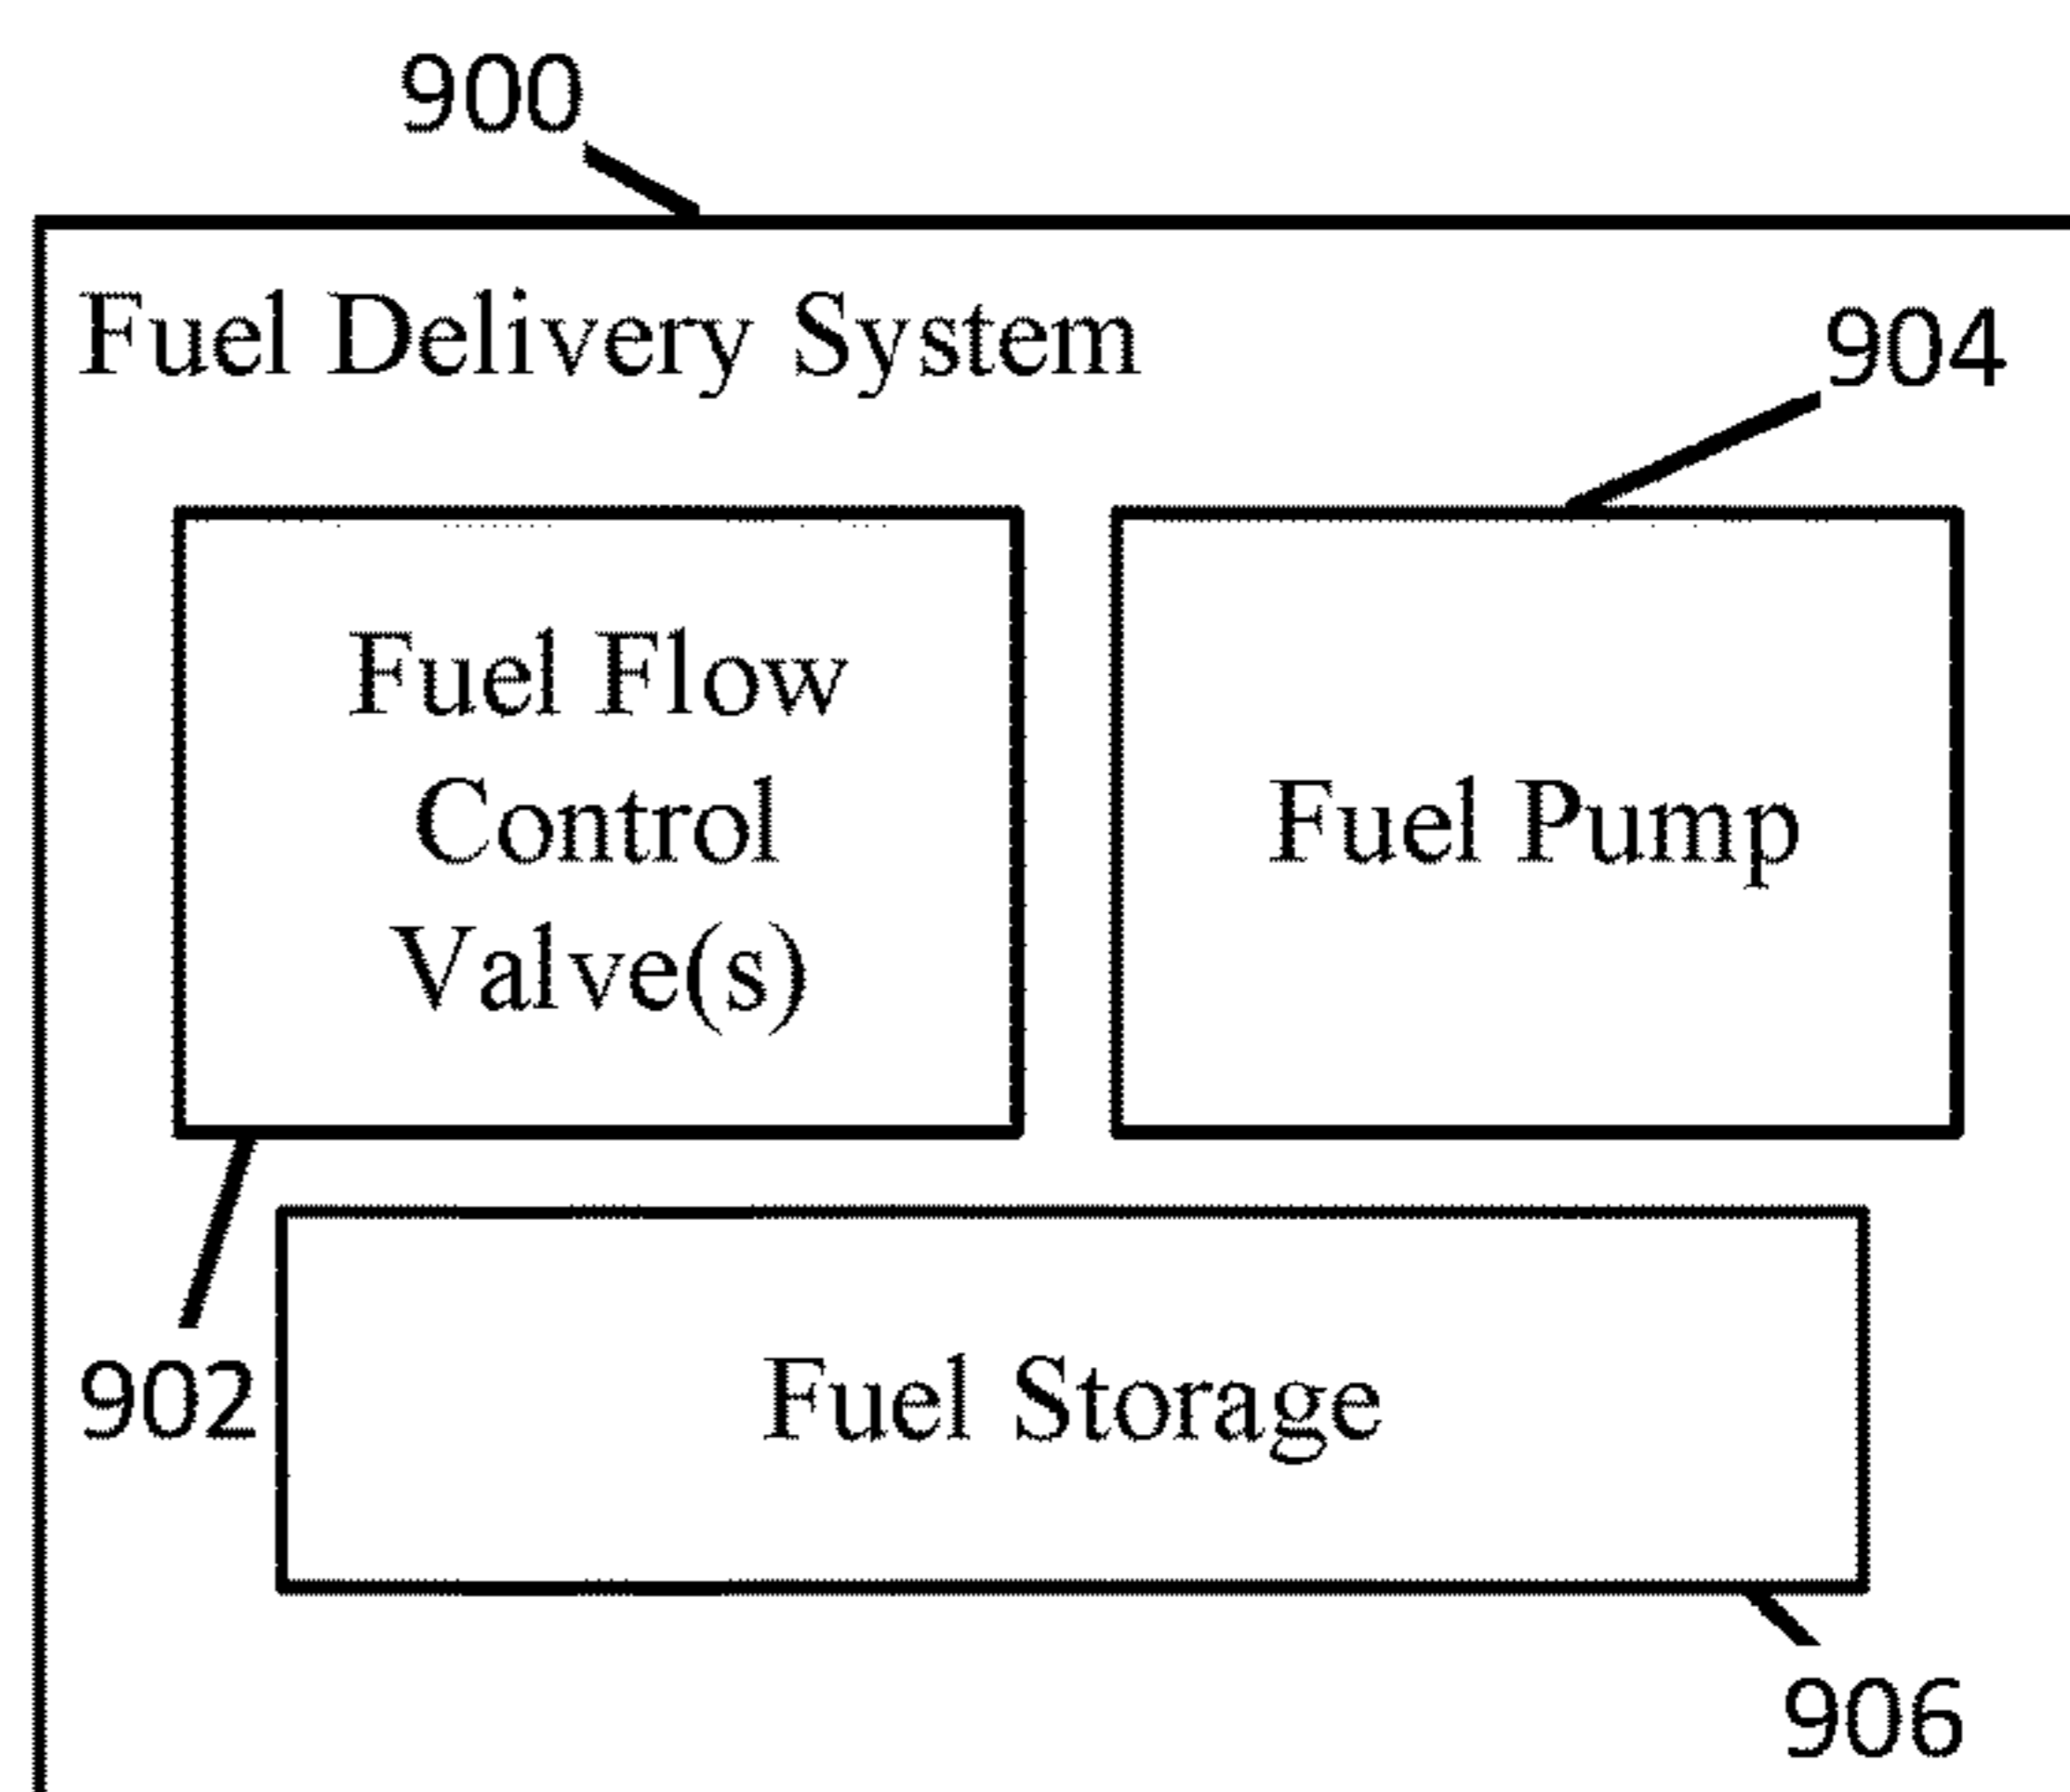 900
Fuel Delivery System
904
Fuel Flow
Control
Valve(s)
Fuel Pump
902
Fuel Storage
906